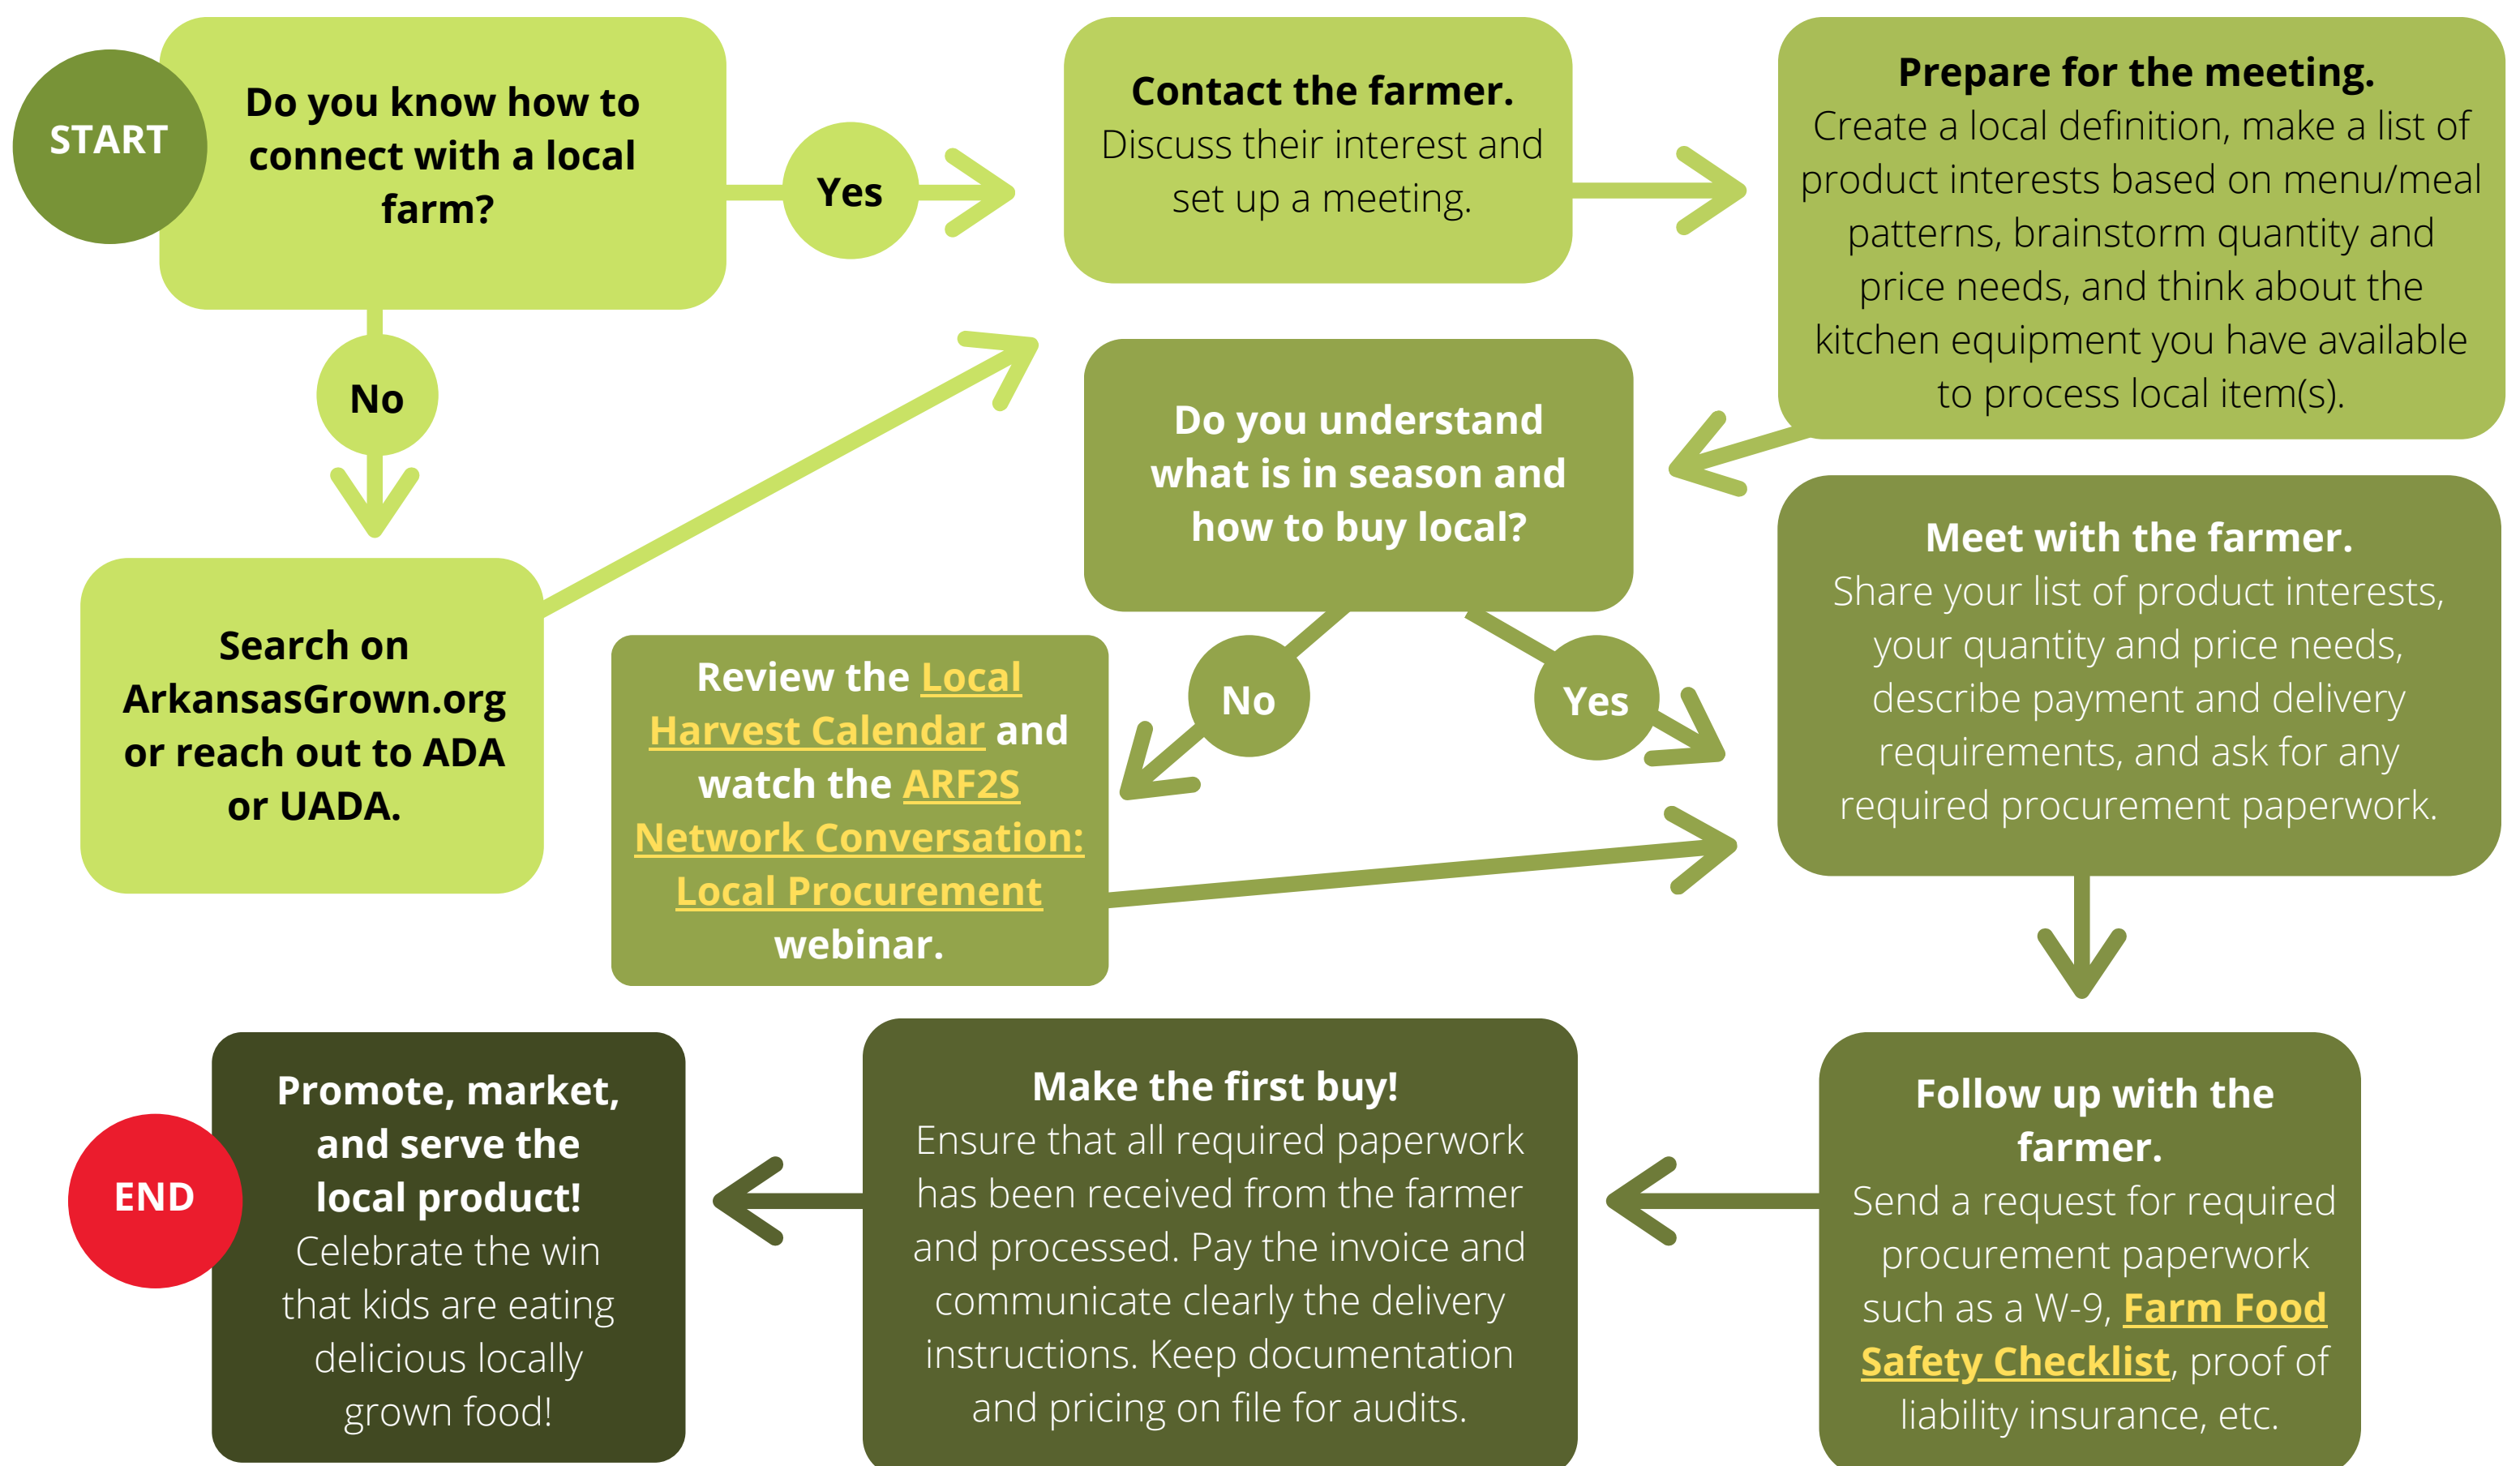 START
Do you know how to
connect with a local
farm?
Yes
Contact the farmer.
Discuss their interest and
set up a meeting.
Prepare for the meeting.
Create a local definition, make a list of
product interests based on menu/meal
patterns, brainstorm quantity and
price needs, and think about the
kitchen equipment you have available
to process local item(s).
No
Search on
ArkansasGrown.org
or reach out to ADA
or UADA.
Do you understand
what is in season and
how to buy local?
No
Yes
Review the Local
Harvest Calendar and
watch the ARF2S
Network Conversation:
Local Procurement
webinar.
Meet with the farmer.
Share your list of product interests,
your quantity and price needs,
describe payment and delivery
requirements, and ask for any
required procurement paperwork.
Follow up with the
farmer.
Send a request for required
procurement paperwork
such as a W-9, Farm Food
Safety Checklist, proof of
liability insurance, etc.
Make the first buy!
Ensure that all required paperwork
has been received from the farmer
and processed. Pay the invoice and
communicate clearly the delivery
instructions. Keep documentation
and pricing on file for audits.
Promote, market,
and serve the
local product!
Celebrate the win
that kids are eating
delicious locally
grown food!
END